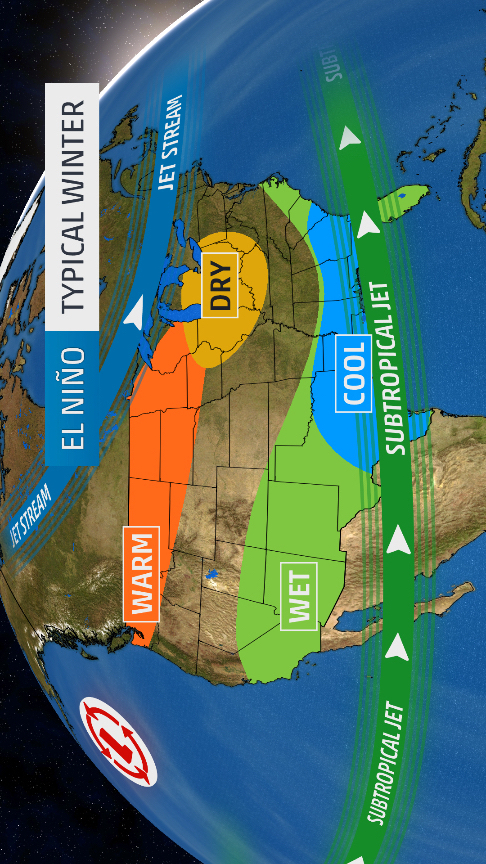 EL NIÑO TYPICAL WINTER
JET STREAM
JET STREAM
WARM
DRY
WET
COOL
SUBTROPICAL JET
SUBTROPICAL JET
SUBT